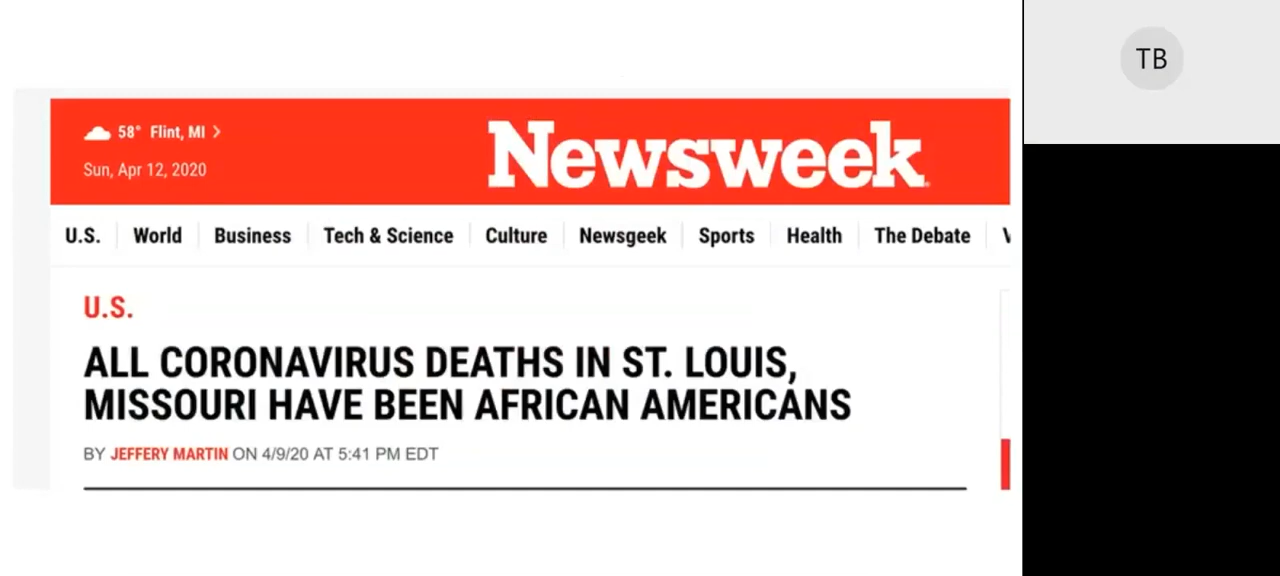 58° Flint, MI
Sun, Apr 12, 2020
Newsweek
U.S. World Business Tech & Science Culture Newsgeek Sports Health The Debate
U.S.
ALL CORONAVIRUS DEATHS IN ST. LOUIS,
MISSOURI HAVE BEEN AFRICAN AMERICANS
BY JEFFERY MARTIN ON 4/9/20 AT 5:41 PM EDT
TB